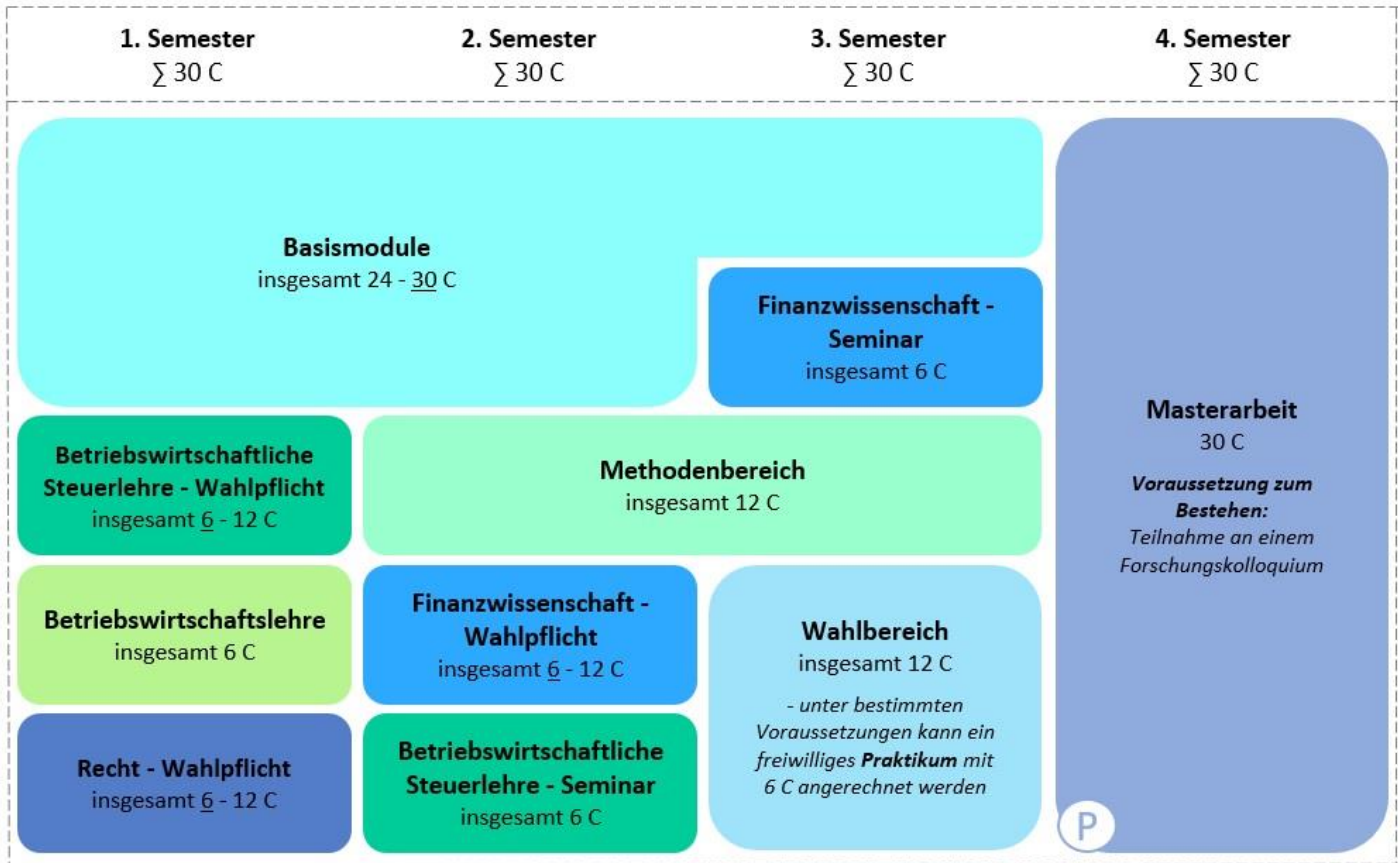 1. Semester
∑ 30 C
2. Semester
∑ 30 C
3. Semester
∑ 30 C
4. Semester
∑ 30 C
Basismodule
insgesamt 24 - 30 C
Finanzwissenschaft -
Seminar
insgesamt 6 C
Masterarbeit
30 C
Voraussetzung zum
Bestehen:
Teilnahme an einem
Forschungskolloquium
Betriebswirtschaftliche
Steuerlehre - Wahlpflicht
insgesamt 6 - 12 C
Methodenbereich
insgesamt 12 C
Betriebswirtschaftslehre
insgesamt 6 C
Finanzwissenschaft -
Wahlpflicht
insgesamt 6 - 12 C
Wahlbereich
insgesamt 12 C
- unter bestimmten
Voraussetzungen kann ein
freiwilliges Praktikum mit
6 C angerechnet werden
Recht - Wahlpflicht
insgesamt 6 - 12 C
Betriebswirtschaftliche
Steuerlehre - Seminar
insgesamt 6 C
P